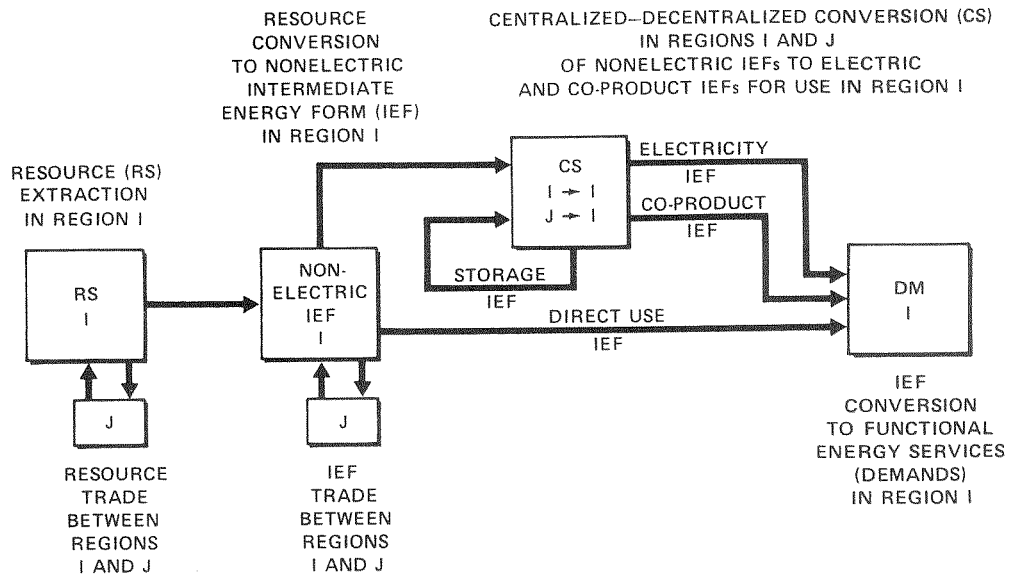 RESOURCE
CONVERSION
TO NONELECTRIC
INTERMEDIATE
ENERGY FORM (IEF)
IN REGION I
CENTRALIZED—DECENTRALIZED CONVERSION (CS)
IN REGIONS I AND J
OF NONELECTRIC IEFs TO ELECTRIC
AND CO-PRODUCT IEFs FOR USE IN REGION I
RESOURCE (RS)
EXTRACTION
IN REGION I
CS
I → I
J → I
ELECTRICITY
IEF
CO-PRODUCT
IEF
STORAGE
IEF
RS
I
NON-
ELECTRIC
IEF
I
DIRECT USE
IEF
DM
I
J
J
RESOURCE
TRADE
BETWEEN
REGIONS
I AND J
IEF
TRADE
BETWEEN
REGIONS
I AND J
IEF
CONVERSION
TO FUNCTIONAL
ENERGY SERVICES
(DEMANDS)
IN REGION I